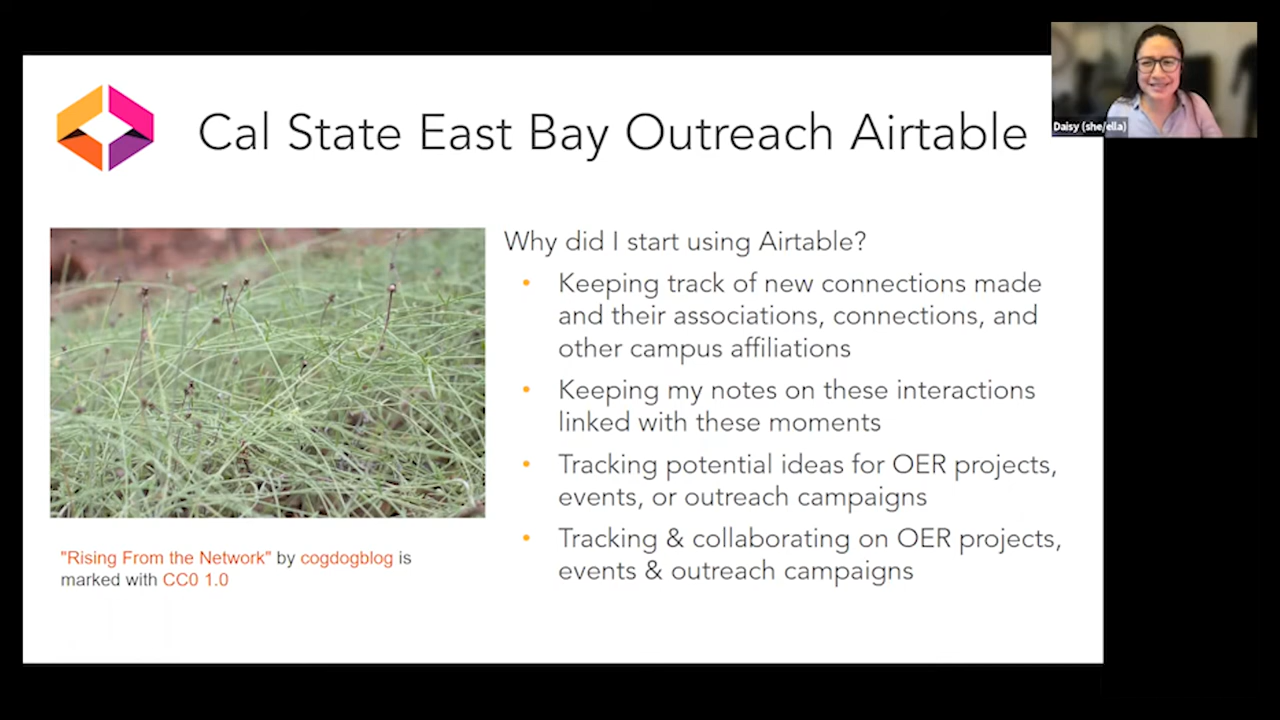 Cal State East Bay Outreach Airtable
Daisy (she/ella)
Why did I start using Airtable?
• Keeping track of new connections made
and their associations, connections, and
other campus affiliations
• Keeping my notes on these interactions
linked with these moments
• Tracking potential ideas for OER projects,
events, or outreach campaigns
• Tracking & collaborating on OER projects,
events & outreach campaigns
"Rising From the Network" by cogdogblog is
marked with CC0 1.0